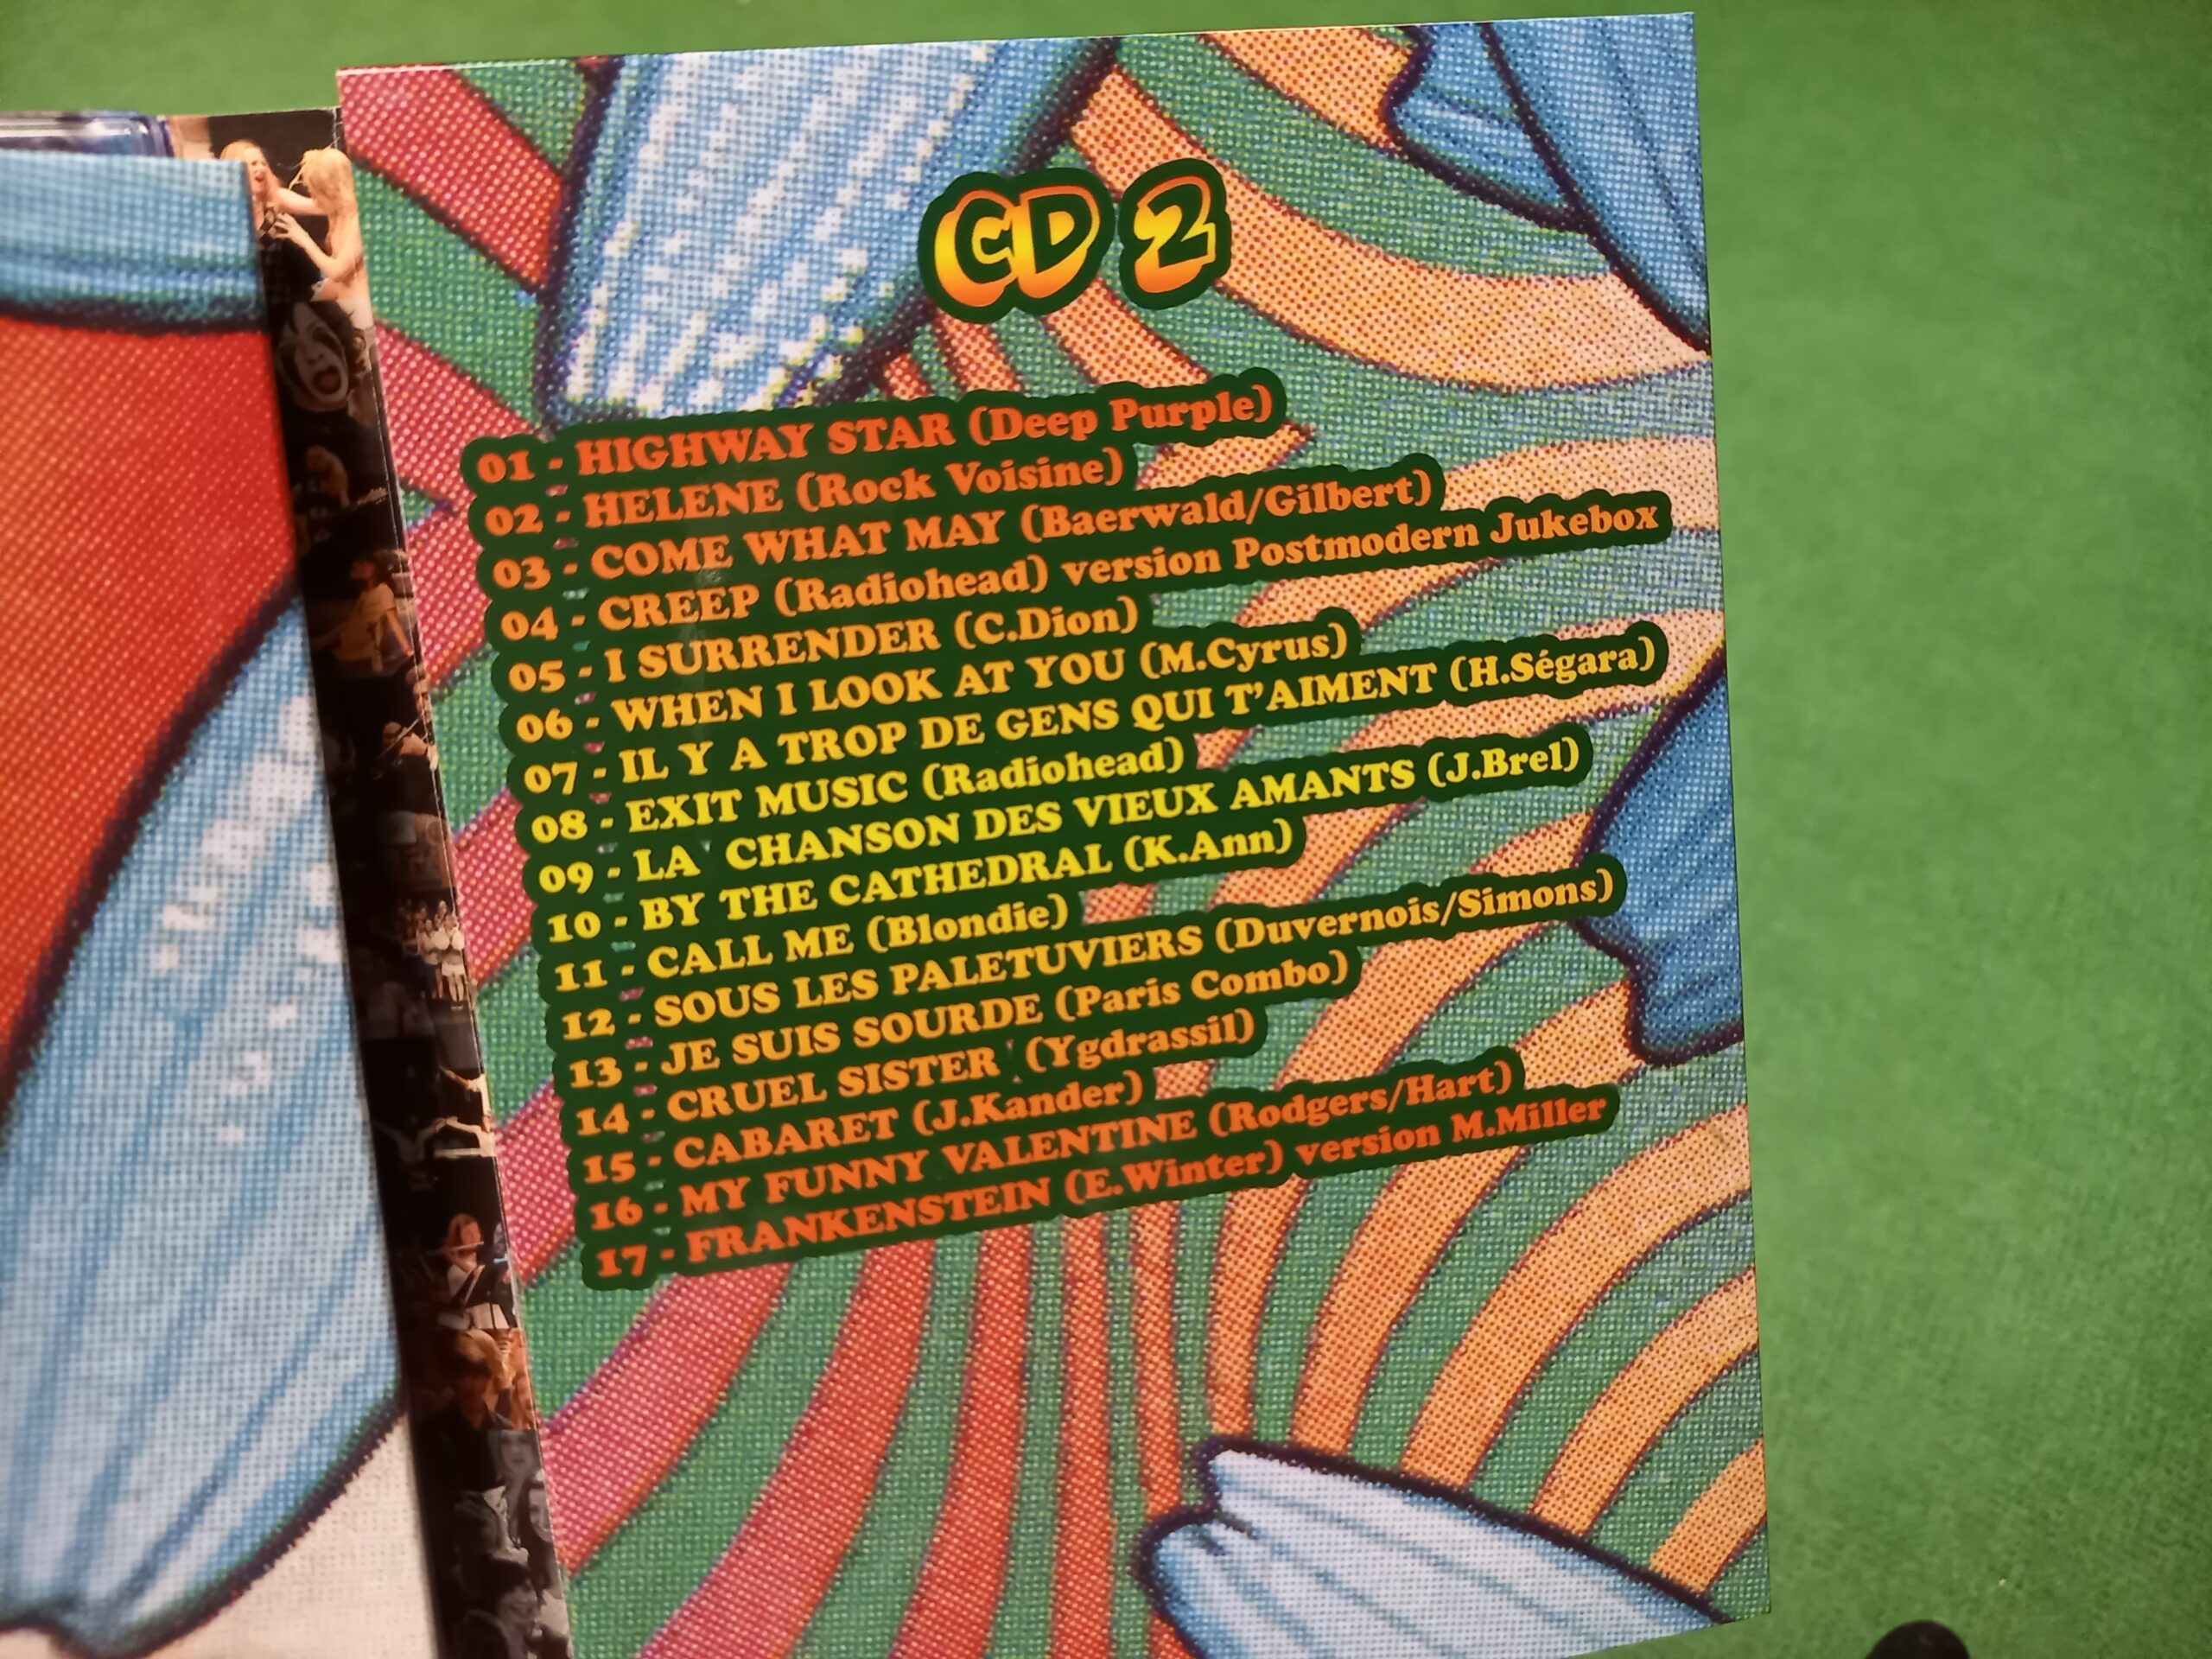 CD 2
01 - HIGHWAY STAR (Deep Purple)
02 - HELENE (Rock Voisine)
03 - COME WHAT MAY (Baerwald/Gilbert)
04 - CREEP (Radiohead) version Postmodern Jukebox
05 - I SURRENDER (C.Dion)
06 - WHEN I LOOK AT YOU (M.Cyrus)
07 - IL Y A TROP DE GENS QUI T'AIMENT (H.Ségara)
08 - EXIT MUSIC (Radiohead)
09 - LA CHANSON DES VIEUX AMANTS (J.Brel)
10 - BY THE CATHEDRAL (K.Ann)
11 - CALL ME (Blondie)
12 - SOUS LES PALETUVIERS (Duvernois/Simons)
13 - JE SUIS SOURDE (Paris Combo)
14 - CRUEL SISTER (Ygdrassil)
15 - CABARET (J.Kander)
16 - MY FUNNY VALENTINE (Rodgers/Hart)
17 - FRANKENSTEIN (E.Winter) version M.Miller